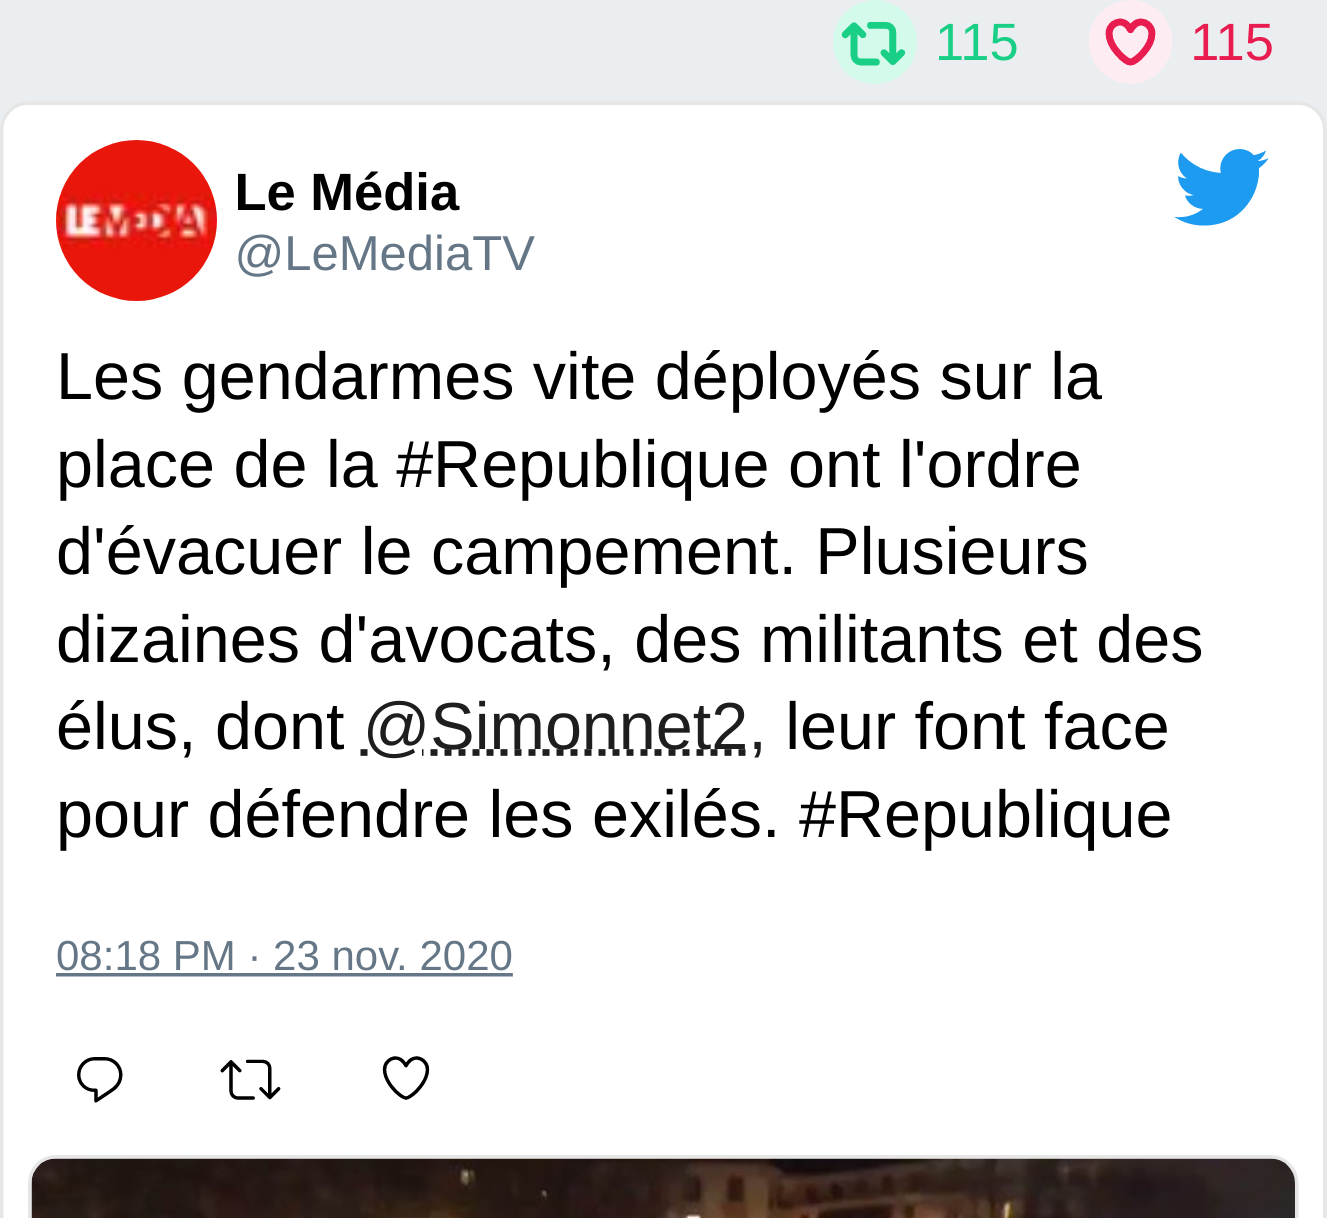 115 115
LE MEDIA
Le Média
@LeMediaTV
Les gendarmes vite déployés sur la
place de la #Republique ont l'ordre
d'évacuer le campement. Plusieurs
dizaines d'avocats, des militants et des
élus, dont @Simonnet2, leur font face
pour défendre les exilés. #Republique
08:18 PM · 23 nov. 2020